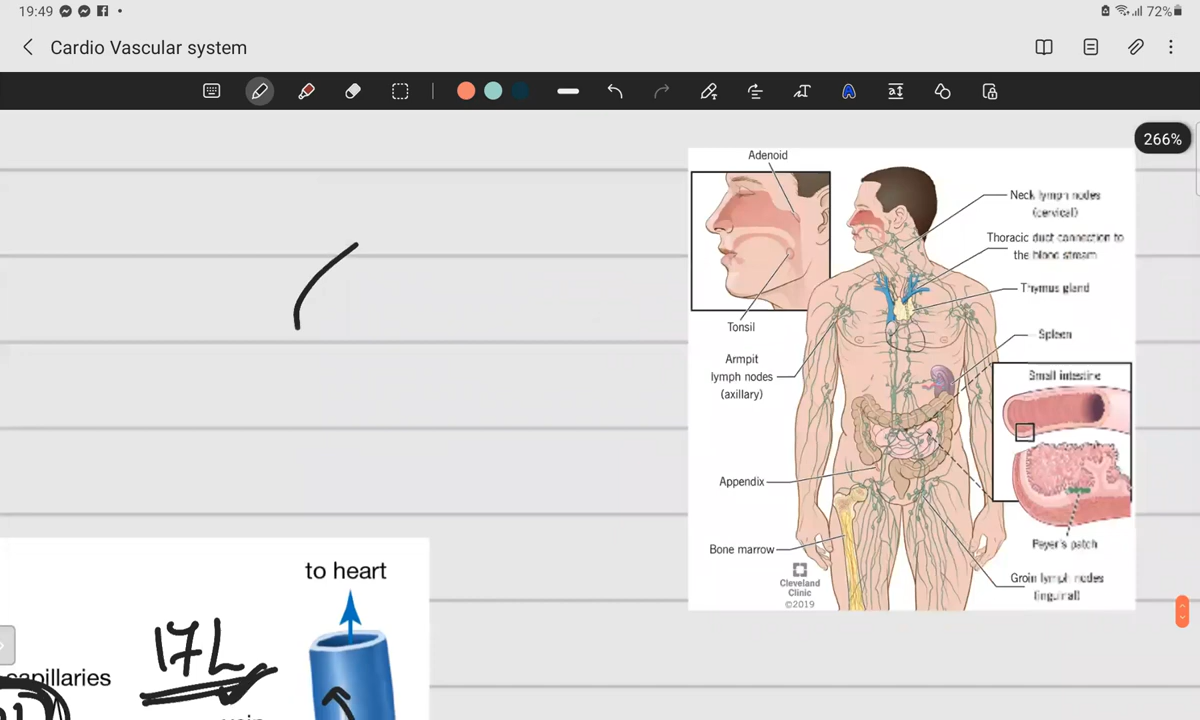 19:49
72%
Cardio Vascular system
266%
Adenoid
Tonsil
Neck lymph nodes
(cervical)
Thoracic duct connection to
the blood stream
Thymus gland
Spleen
Armpit
lymph nodes
(axillary)
Small intestine
Appendix
Bone marrow
Peyer's patch
Groin lymph nodes
(inguinal)
Cleveland
Clinic
©2019
to heart
17L
capillaries